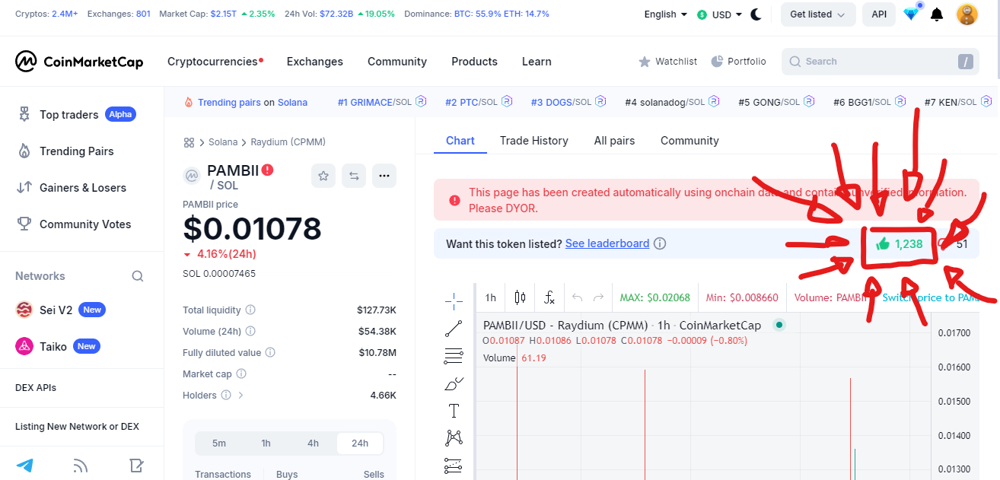 Cryptos: 2.4M+ Exchanges: 801 Market Cap: $2.15T 2.35% 24h Vol: $72.32B 19.05% Dominance: BTC: 55.9% ETH: 14.7%
English USD Get listed API
CoinMarketCap Cryptocurrencies Exchanges Community Products Learn Watchlist Portfolio Search /
Trending pairs on Solana #1 GRIMACE/SOL #2 PTC/SOL #3 DOGS/SOL #4 solanadog/SOL #5 GONG/SOL #6 BGG1/SOL #7 KEN/SOL
Top traders Alpha
Trending Pairs
Gainers & Losers
Community Votes
Networks
Sei V2 New
Taiko New
DEX APIs
Listing New Network or DEX
Solana Raydium (CPMM)
PAMBII
/ SOL
PAMBII price
$0.01078
4.16%(24h)
SOL 0.00007465
Total liquidity $127.73K
Volume (24h) $54.38K
Fully diluted value $10.78M
Market cap --
Holders 4.66K
5m 1h 4h 24h
Transactions Buys Sells
Chart Trade History All pairs Community
This page has been created automatically using onchain data and contains unverified information.
Please DYOR.
Want this token listed? See leaderboard 1,238 51
1h MAX: $0.02068 Min: $0.008660 Volume: PAMBII Switch price to
PAMBII/USD - Raydium (CPMM) · 1h · CoinMarketCap
O0.01087 H0.01086 L0.01078 C0.01078 −0.00009 (−0.80%)
Volume 61.19
0.01700
0.01600
0.01500
0.01400
0.01300